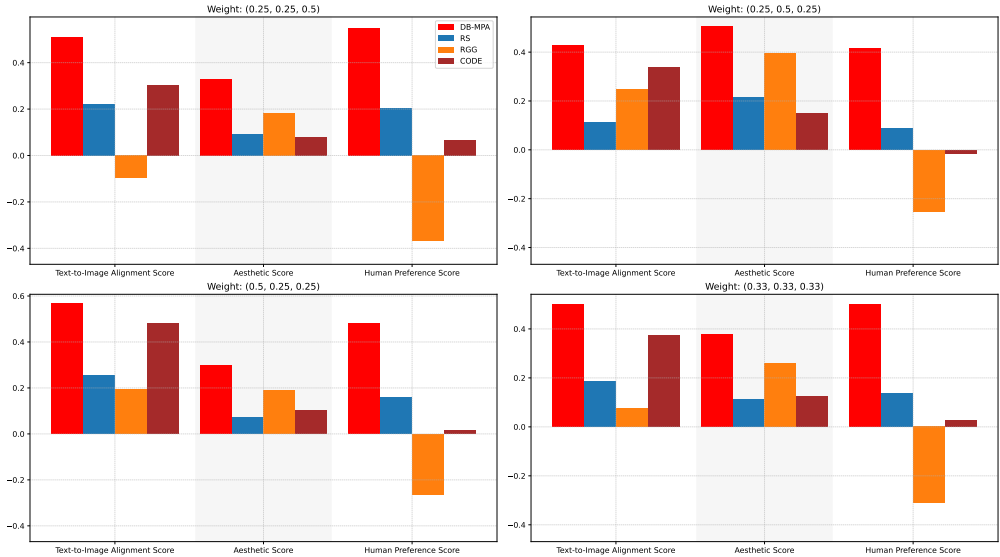 Weight: (0.25, 0.25, 0.5)
DB-MPA
RS
RGG
CODE
0.4
0.2
0.0
−0.2
−0.4
Text-to-Image Alignment Score
Aesthetic Score
Human Preference Score
Weight: (0.25, 0.5, 0.25)
0.4
0.2
0.0
−0.2
−0.4
Text-to-Image Alignment Score
Aesthetic Score
Human Preference Score
Weight: (0.5, 0.25, 0.25)
0.6
0.4
0.2
0.0
−0.2
−0.4
Text-to-Image Alignment Score
Aesthetic Score
Human Preference Score
Weight: (0.33, 0.33, 0.33)
0.4
0.2
0.0
−0.2
−0.4
Text-to-Image Alignment Score
Aesthetic Score
Human Preference Score